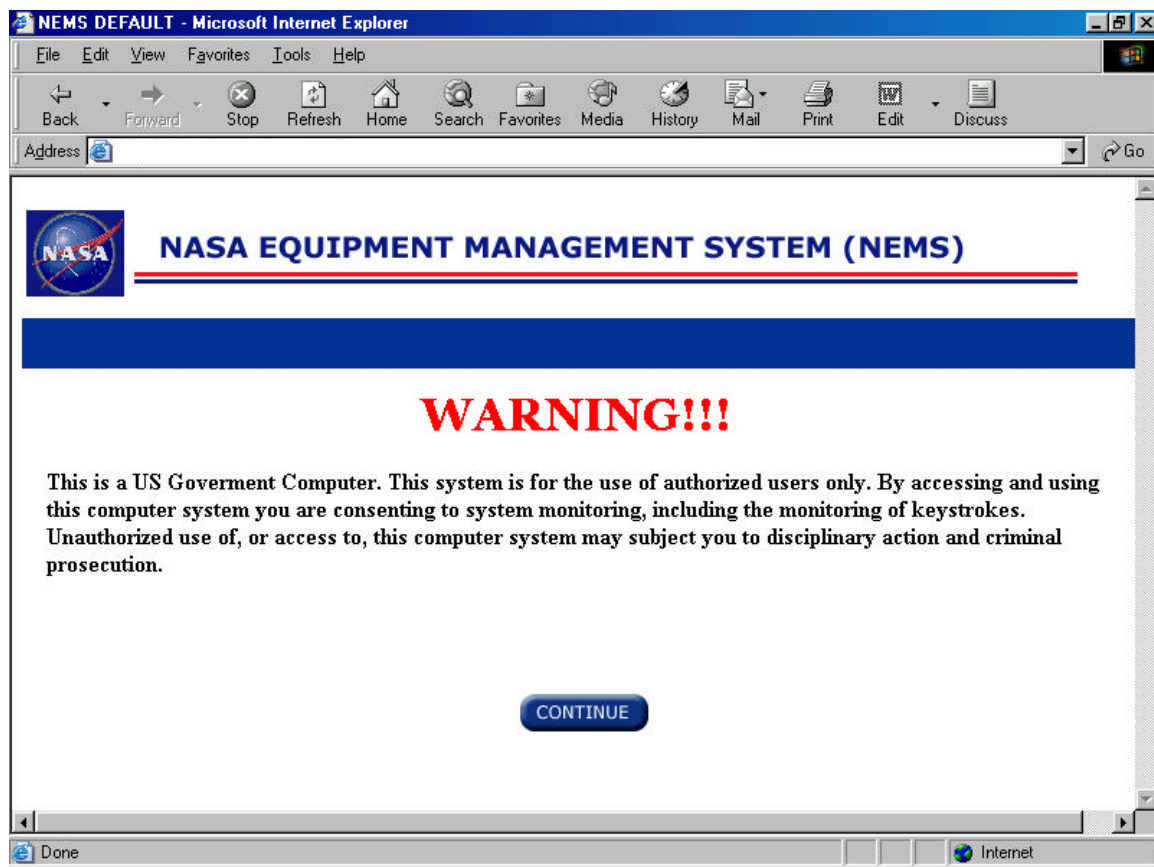 NEMS DEFAULT - Microsoft Internet Explorer
File Edit View Favorites Tools Help
Back Forward Stop Refresh Home Search Favorites Media History Mail Print Edit Discuss
Address Go
NASA
NASA EQUIPMENT MANAGEMENT SYSTEM (NEMS)
WARNING!!!
This is a US Goverment Computer. This system is for the use of authorized users only. By accessing and using
this computer system you are consenting to system monitoring, including the monitoring of keystrokes.
Unauthorized use of, or access to, this computer system may subject you to disciplinary action and criminal
prosecution.
CONTINUE
Done Internet